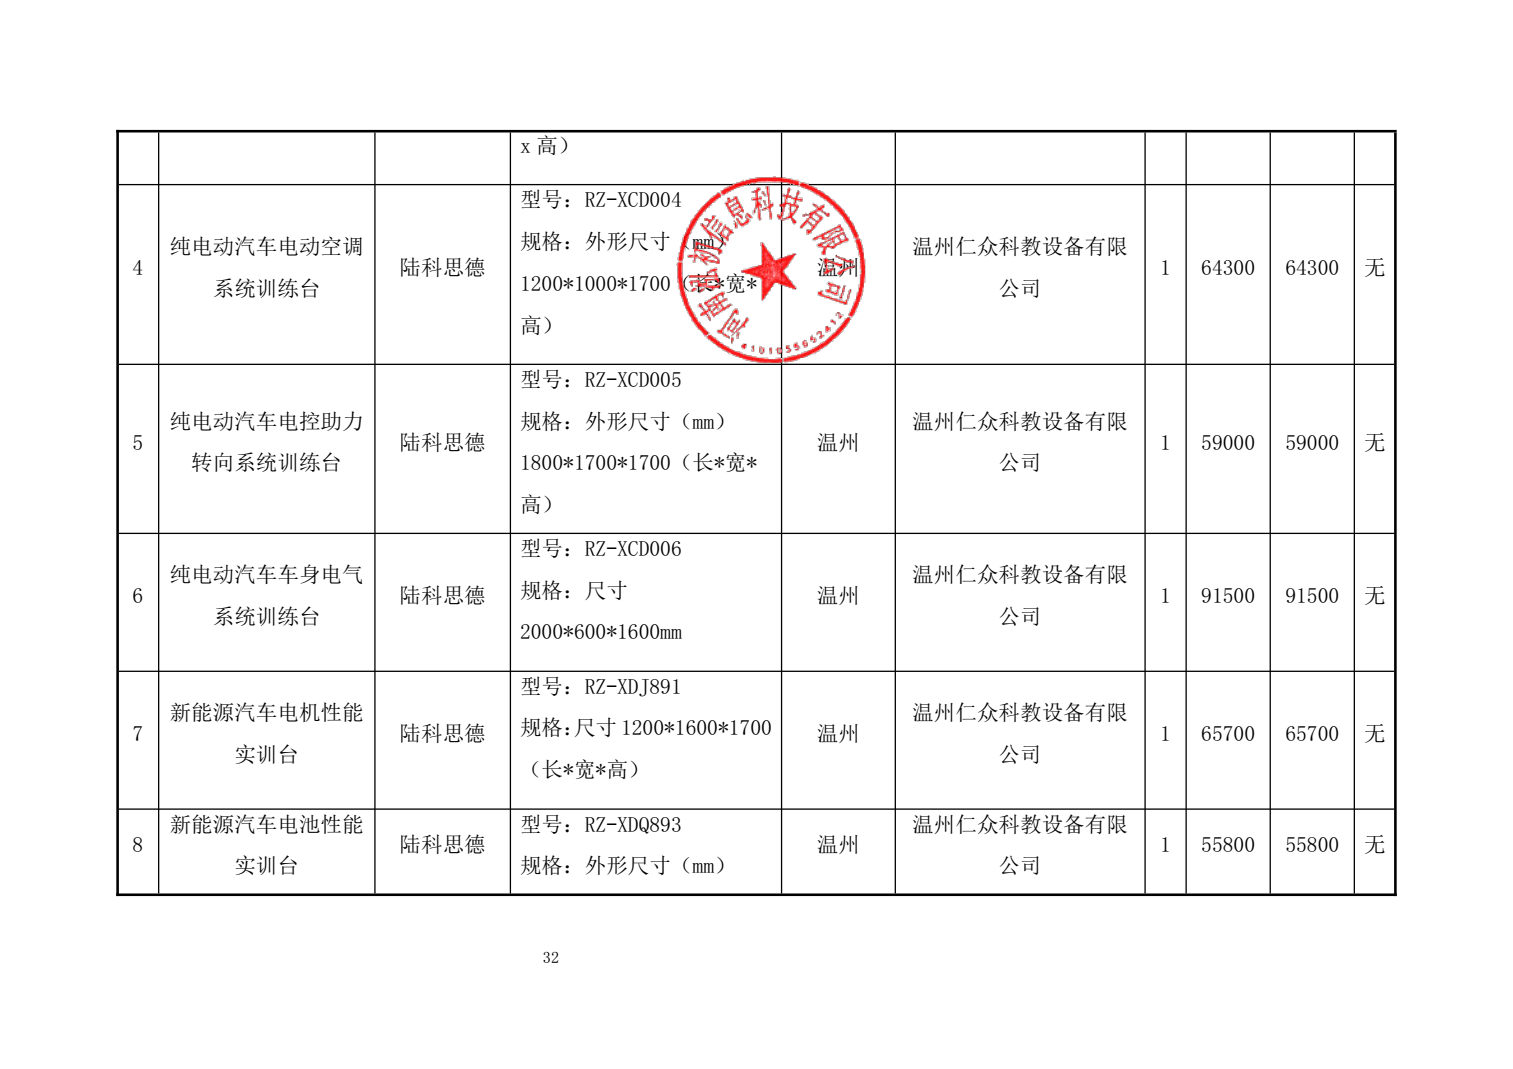 x 高）
4
纯电动汽车电动空调
系统训练台
陆科思德
型号：RZ-XCD004
规格：外形尺寸（mm）
1200*1000*1700（长*宽*
高）
温州
温州仁众科教设备有限
公司
1
64300
64300
无
5
纯电动汽车电控助力
转向系统训练台
陆科思德
型号：RZ-XCD005
规格：外形尺寸（mm）
1800*1700*1700（长*宽*
高）
温州
温州仁众科教设备有限
公司
1
59000
59000
无
6
纯电动汽车车身电气
系统训练台
陆科思德
型号：RZ-XCD006
规格：尺寸
2000*600*1600mm
温州
温州仁众科教设备有限
公司
1
91500
91500
无
7
新能源汽车电机性能
实训台
陆科思德
型号：RZ-XDJ891
规格:尺寸 1200*1600*1700
（长*宽*高）
温州
温州仁众科教设备有限
公司
1
65700
65700
无
8
新能源汽车电池性能
实训台
陆科思德
型号：RZ-XDQ893
规格：外形尺寸（mm）
温州
温州仁众科教设备有限
公司
1
55800
55800
无
32